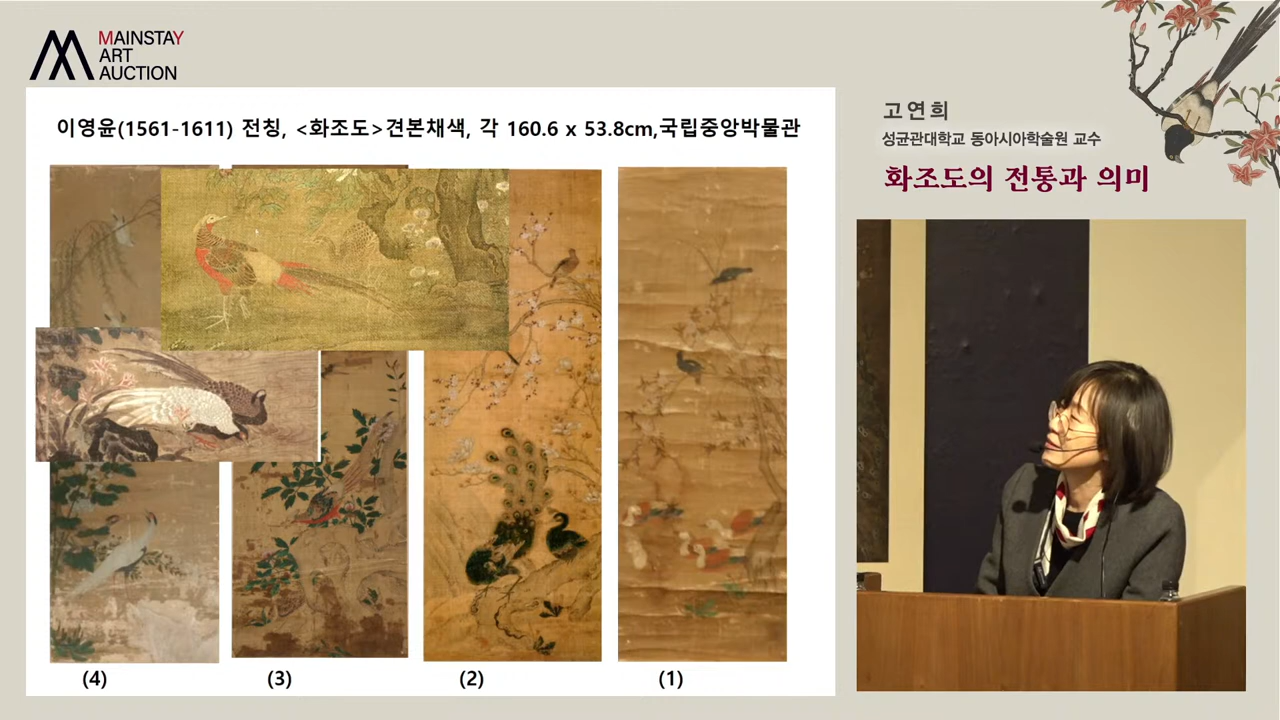 MAINSTAY
ART
AUCTION
이영윤(1561-1611) 전칭, <화조도>견본채색, 각 160.6 x 53.8cm,국립중앙박물관
(4) (3) (2) (1)
고연희
성균관대학교 동아시아학술원 교수
화조도의 전통과 의미